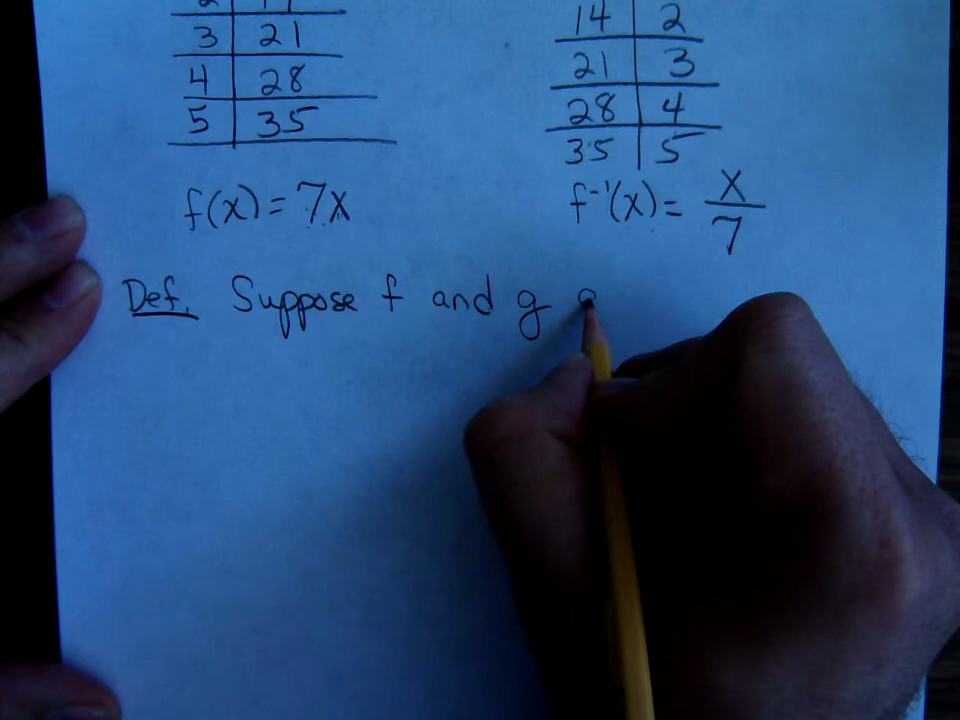 3 21 21 3
4 28 28 4
5 35 35 5
14 2
f(x) = 7x f⁻¹(x) = x/7
Def. Suppose f and g